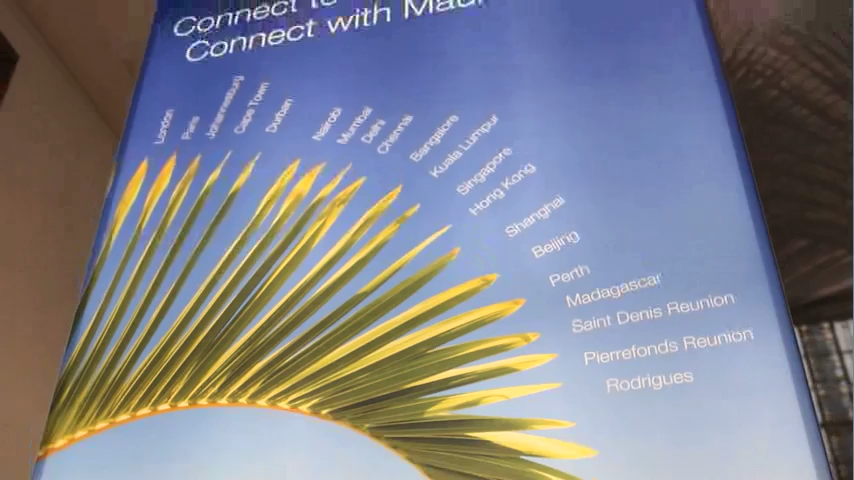 Connect to
Connect with
London
Paris
Johannesburg
Cape Town
Durban
Nairobi
Mumbai
Delhi
Chennai
Bangalore
Kuala Lumpur
Singapore
Hong Kong
Shanghai
Beijing
Perth
Madagascar
Saint Denis Reunion
Pierrefonds Reunion
Rodrigues